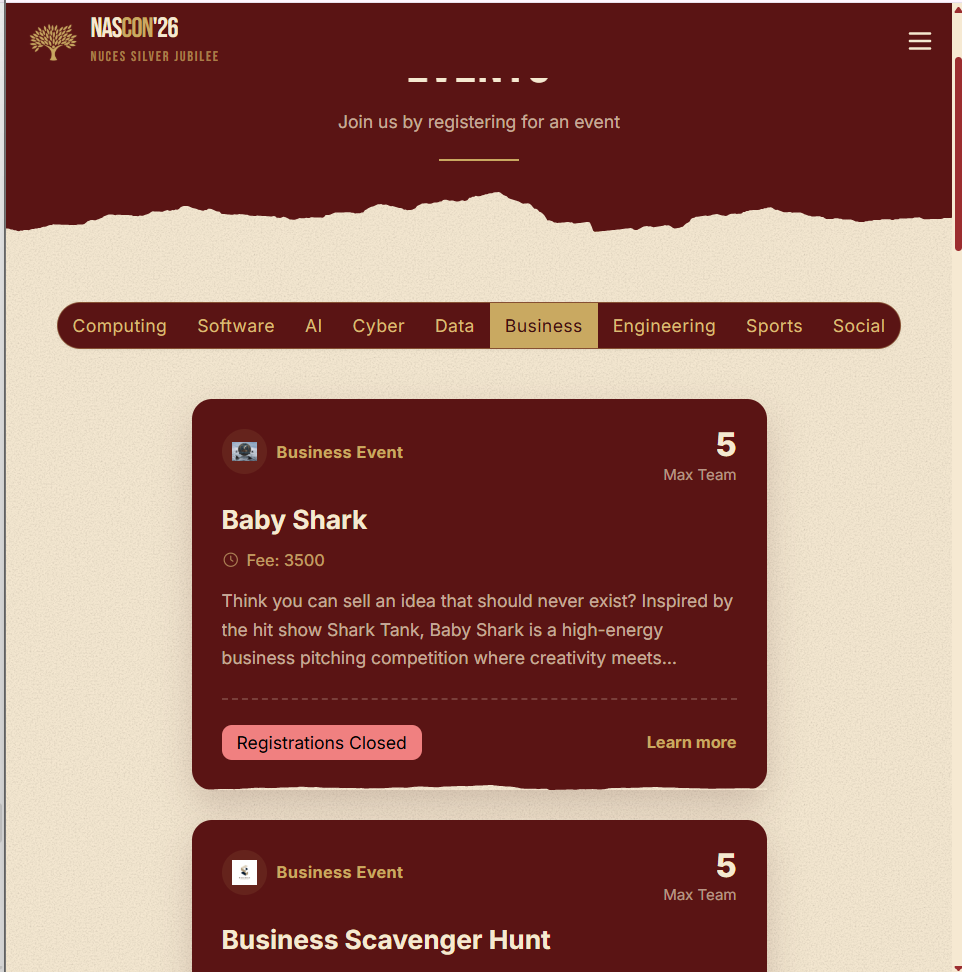 NASCON'26
NUCES SILVER JUBILEE
EVENTS
Join us by registering for an event
Computing Software AI Cyber Data Business Engineering Sports Social
Business Event
5
Max Team
Baby Shark
Fee: 3500
Think you can sell an idea that should never exist? Inspired by
the hit show Shark Tank, Baby Shark is a high-energy
business pitching competition where creativity meets...
Registrations Closed
Learn more
Business Event
5
Max Team
Business Scavenger Hunt